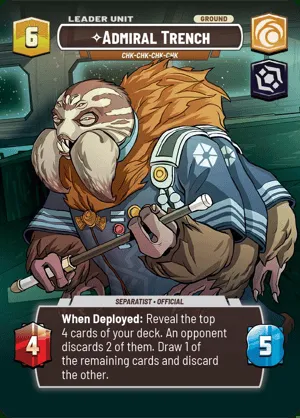 LEADER UNIT
GROUND
6
ADMIRAL TRENCH
CHK-CHK-CHK-CHK
SEPARATIST • OFFICIAL
When Deployed: Reveal the top
4 cards of your deck. An opponent
discards 2 of them. Draw 1 of
the remaining cards and discard
the other.
4
5